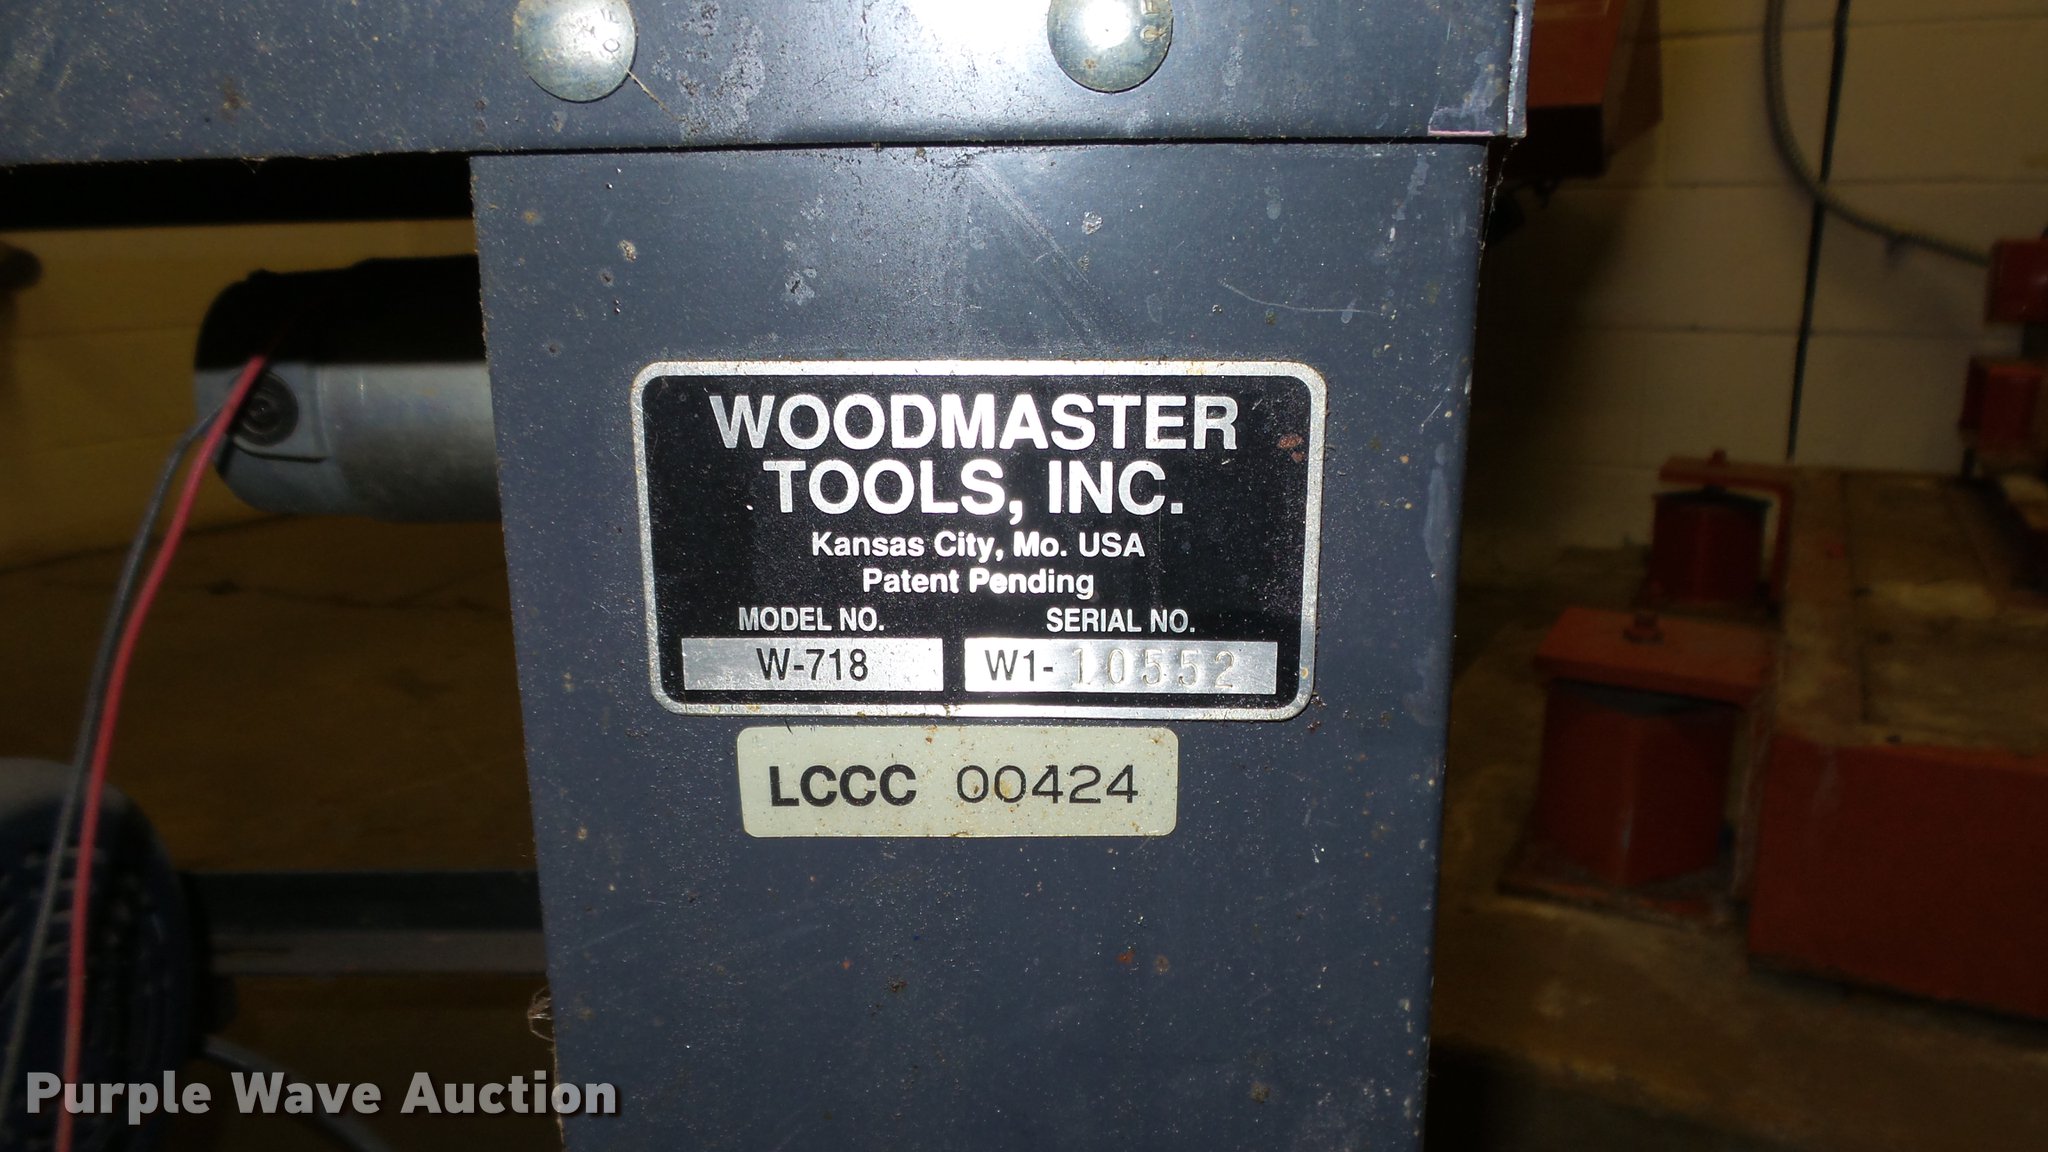 WOODMASTER
TOOLS, INC.
Kansas City, Mo. USA
Patent Pending
MODEL NO. SERIAL NO.
W-718 W1-10552
LCCC 00424
Purple Wave Auction